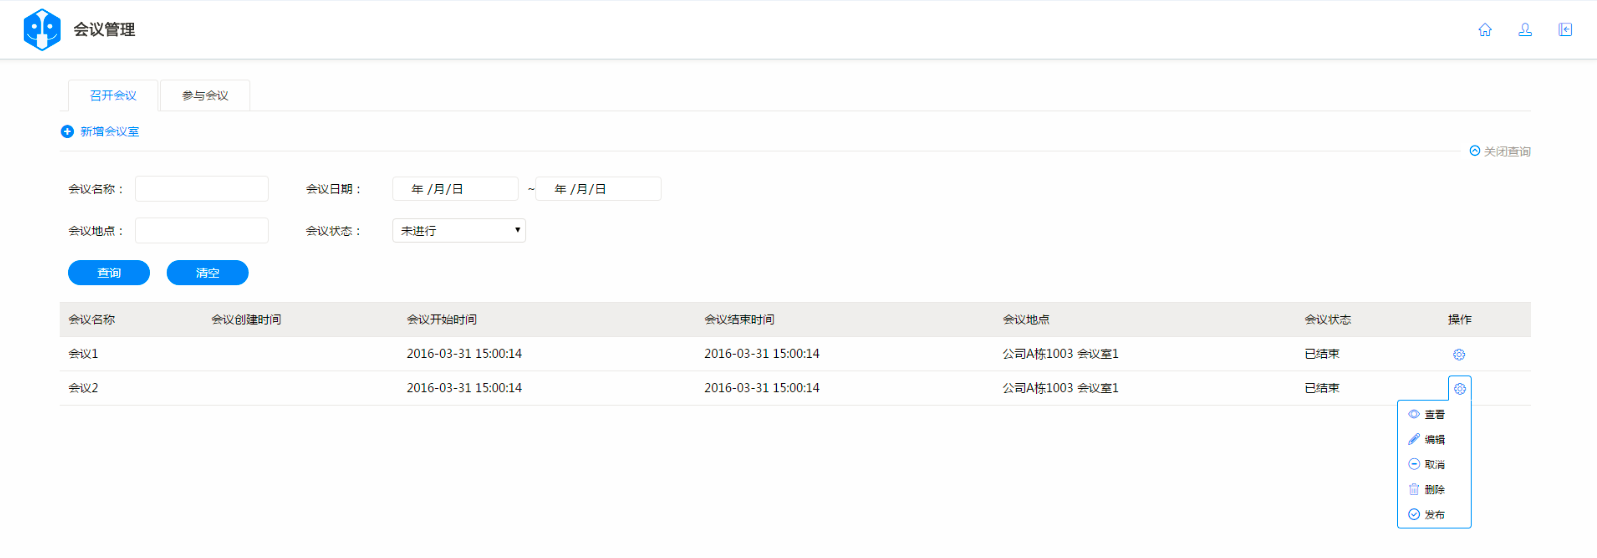 会议管理
召开会议 参与会议
新增会议室
关闭查询
会议名称： 会议日期： 年 /月/日 ~ 年 /月/日
会议地点： 会议状态： 未进行
查询 清空
会议名称 会议创建时间 会议开始时间 会议结束时间 会议地点 会议状态 操作
会议1 2016-03-31 15:00:14 2016-03-31 15:00:14 公司A栋1003 会议室1 已结束
会议2 2016-03-31 15:00:14 2016-03-31 15:00:14 公司A栋1003 会议室1 已结束
查看
编辑
取消
删除
发布